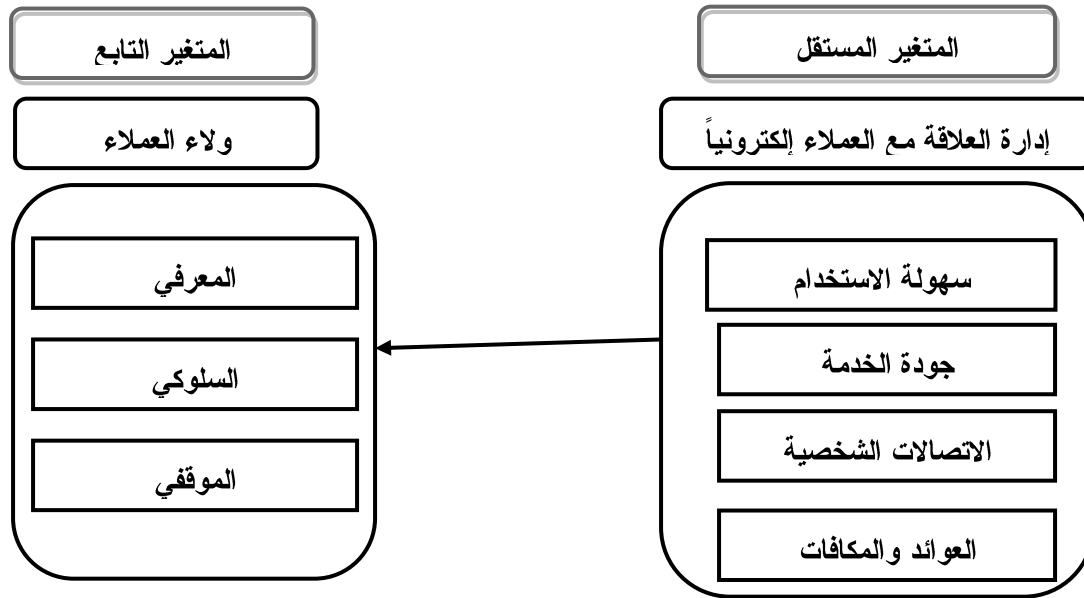 المتغير المستقل
المتغير التابع
إدارة العلاقة مع العملاء إلكترونياً
ولاء العملاء
سهولة الاستخدام
جودة الخدمة
الاتصالات الشخصية
العوائد والمكافات
المعرفي
السلوكي
الموقفي